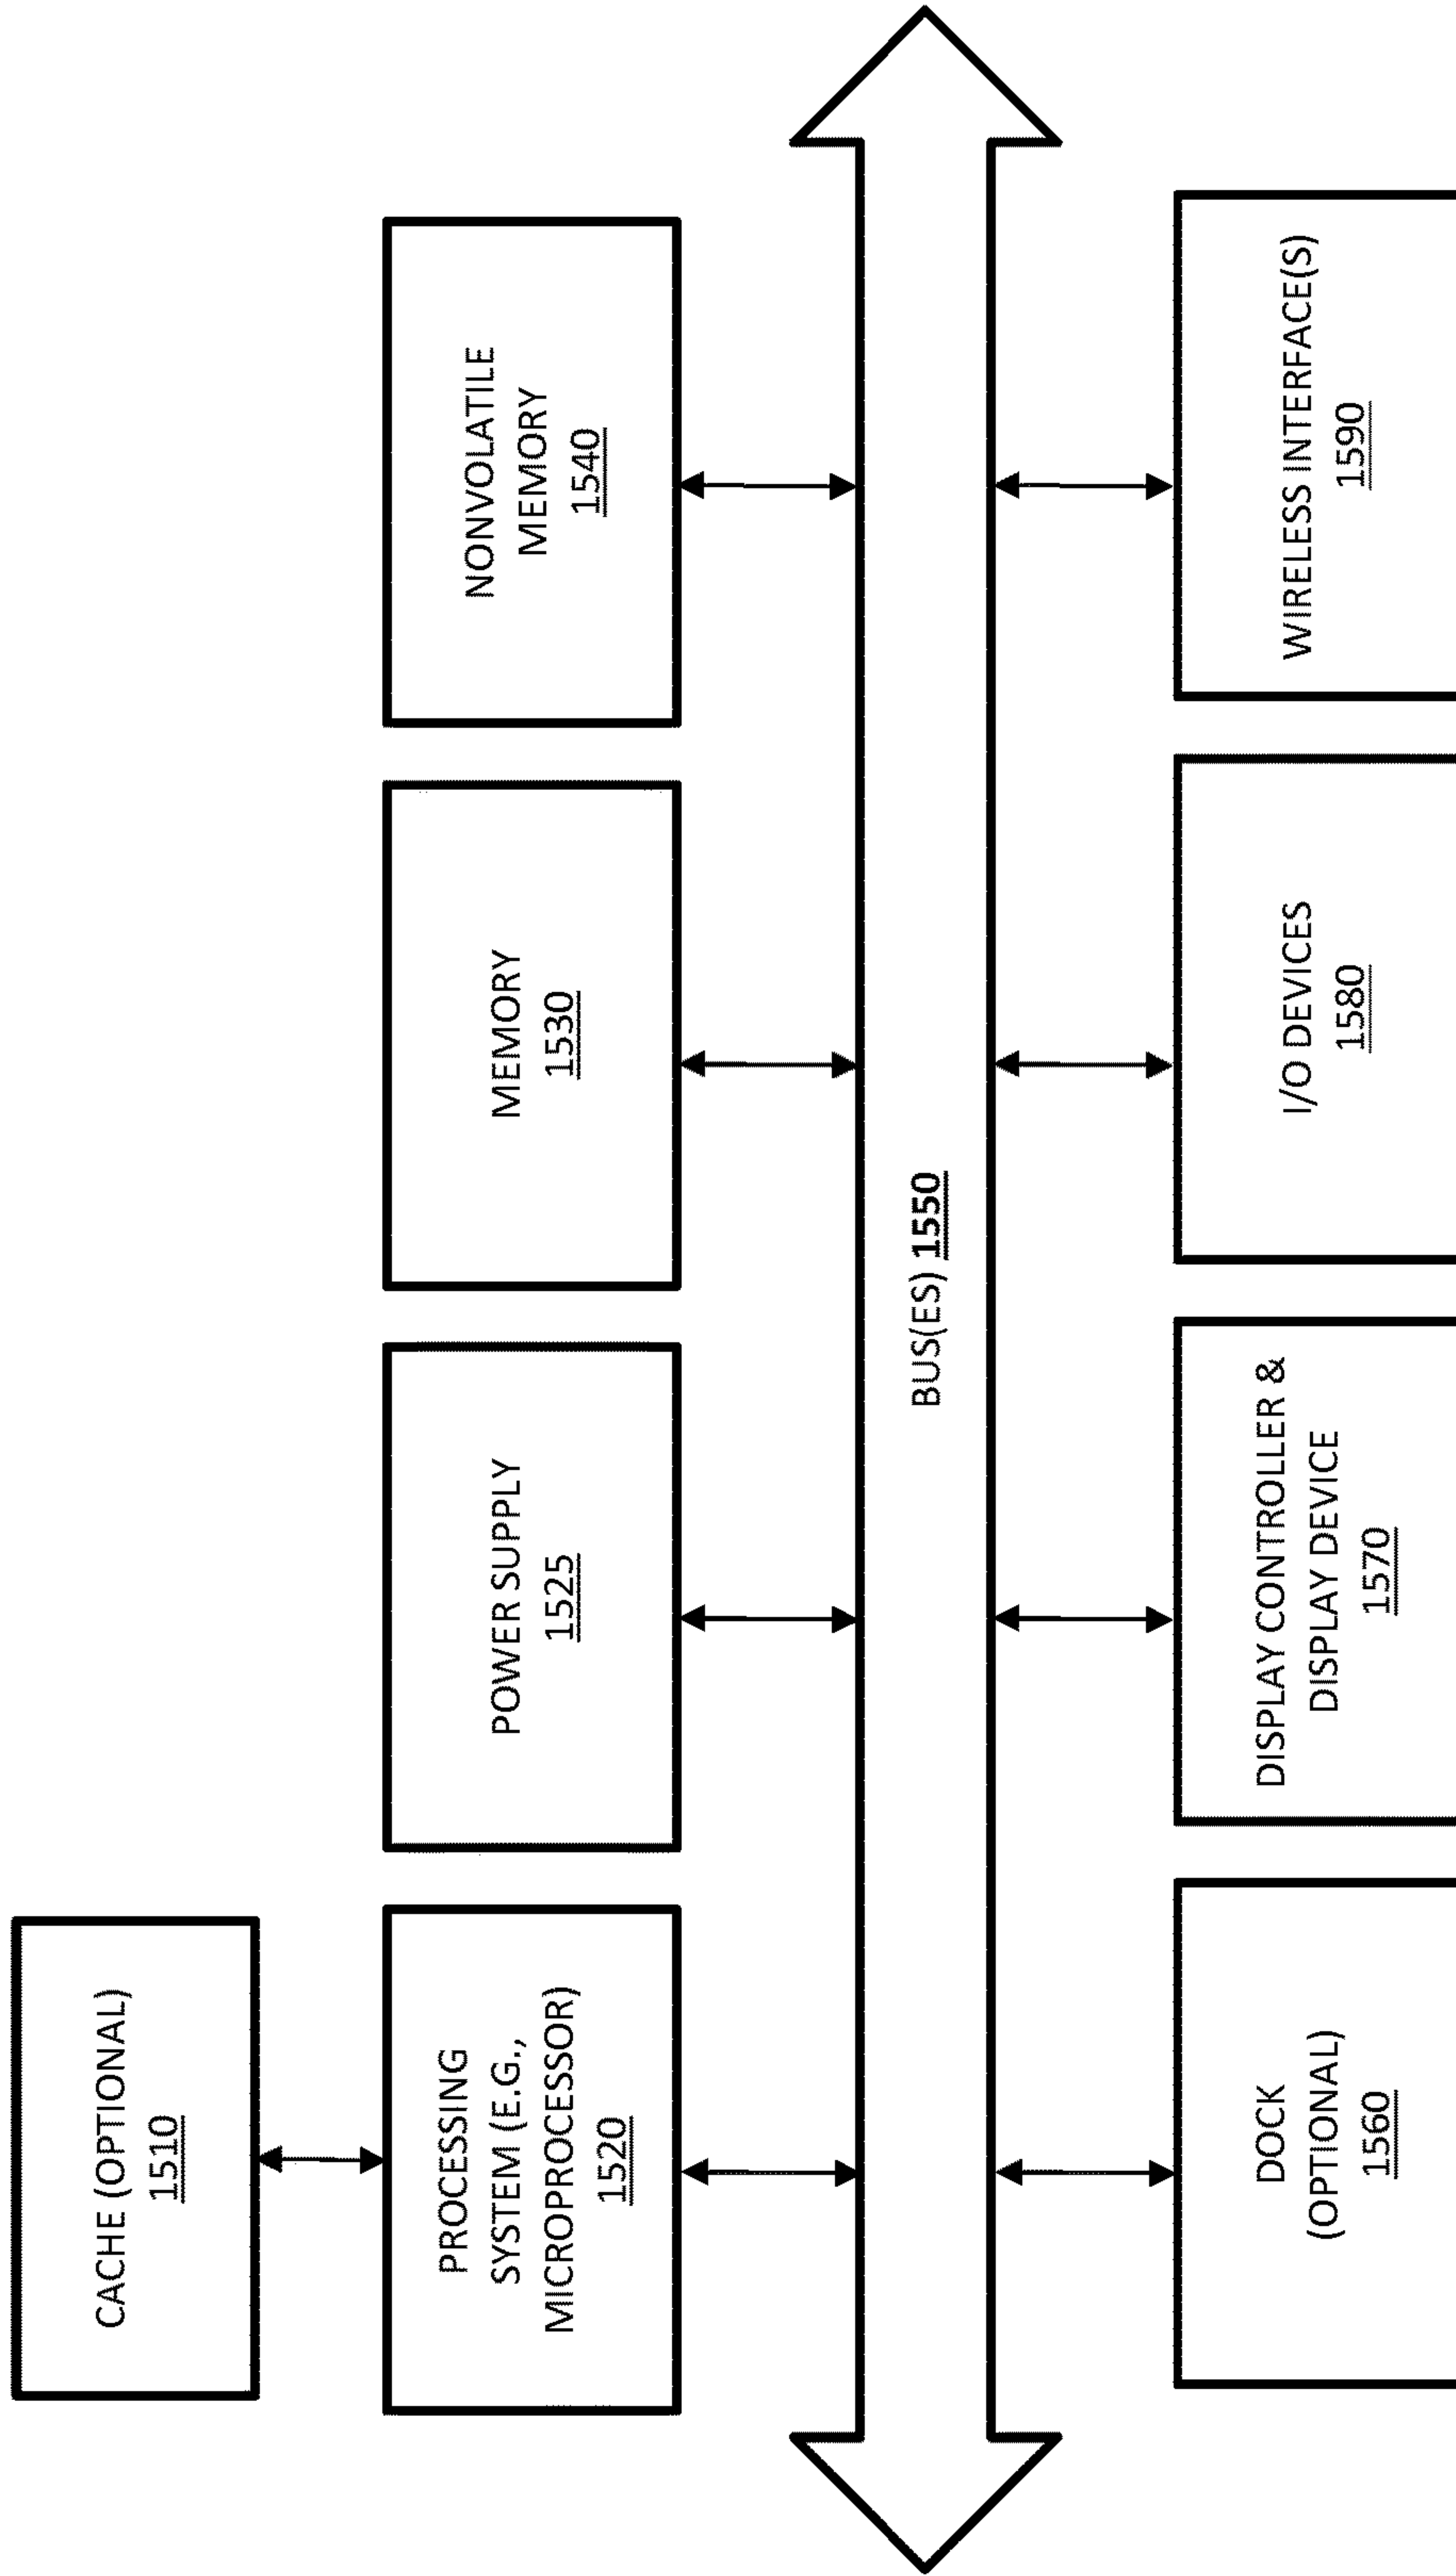 CACHE (OPTIONAL)
1510
PROCESSING
SYSTEM (E.G.,
MICROPROCESSOR)
1520
POWER SUPPLY
1525
MEMORY
1530
NONVOLATILE
MEMORY
1540
BUS(ES) 1550
DOCK
(OPTIONAL)
1560
DISPLAY CONTROLLER &
DISPLAY DEVICE
1570
I/O DEVICES
1580
WIRELESS INTERFACE(S)
1590